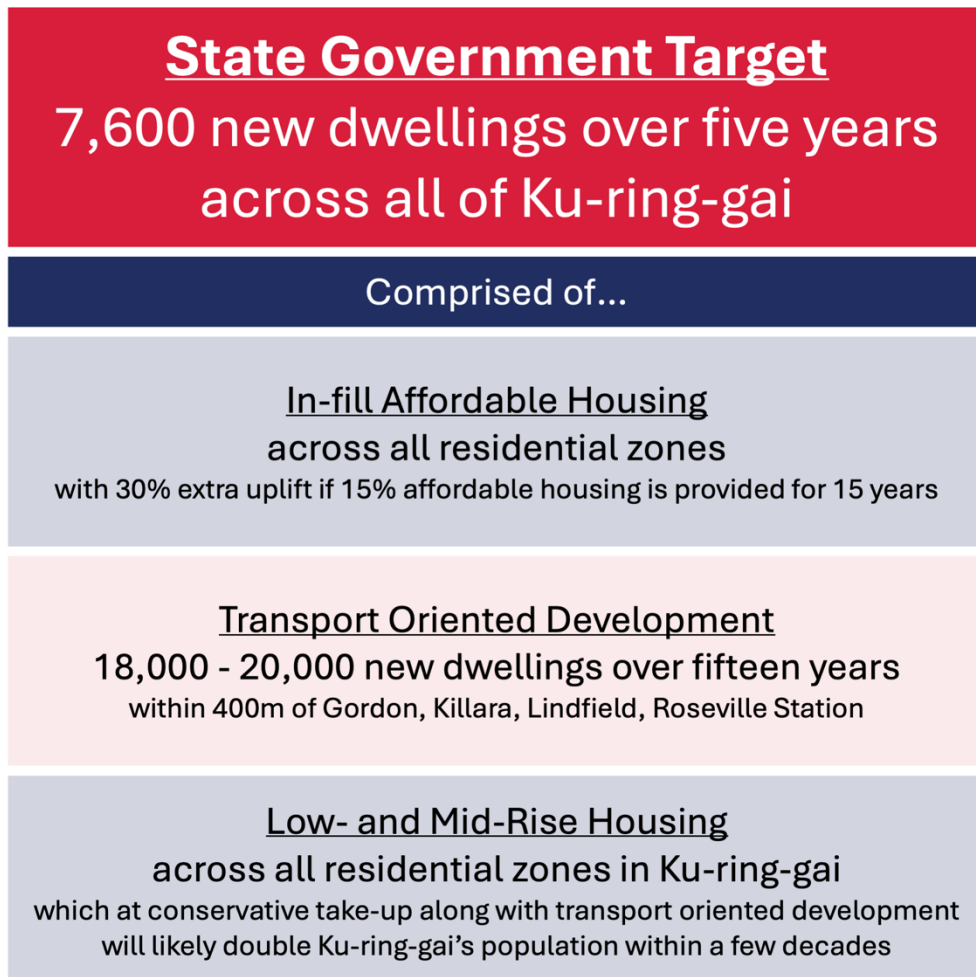 State Government Target
7,600 new dwellings over five years
across all of Ku-ring-gai
Comprised of...
In-fill Affordable Housing
across all residential zones
with 30% extra uplift if 15% affordable housing is provided for 15 years
Transport Oriented Development
18,000 - 20,000 new dwellings over fifteen years
within 400m of Gordon, Killara, Lindfield, Roseville Station
Low- and Mid-Rise Housing
across all residential zones in Ku-ring-gai
which at conservative take-up along with transport oriented development
will likely double Ku-ring-gai’s population within a few decades